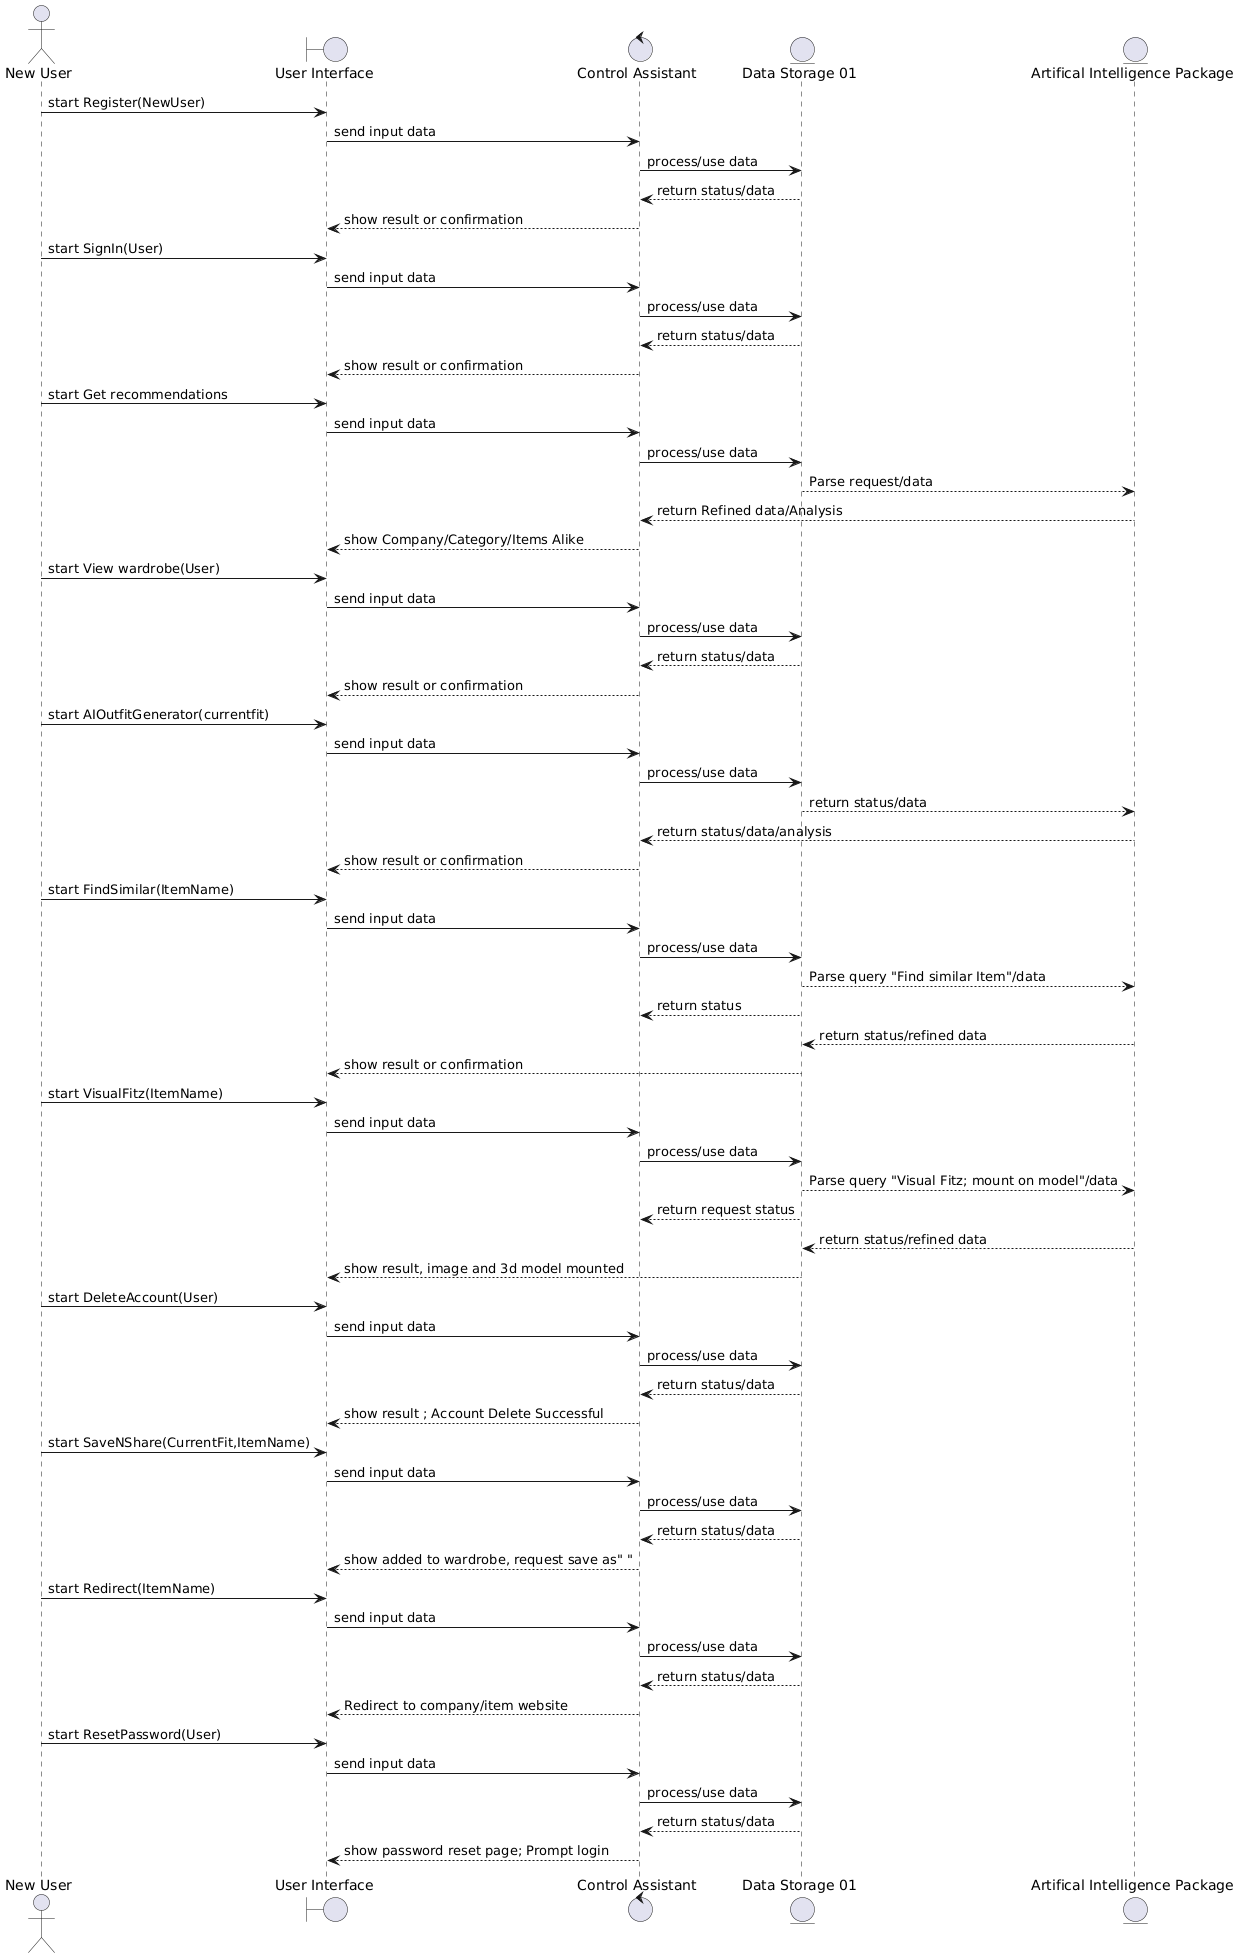 New User
User Interface
Control Assistant
Data Storage 01
Artifical Intelligence Package
start Register(NewUser)
send input data
process/use data
return status/data
show result or confirmation
start SignIn(User)
send input data
process/use data
return status/data
show result or confirmation
start Get recommendations
send input data
process/use data
Parse request/data
return Refined data/Analysis
show Company/Category/Items Alike
start View wardrobe(User)
send input data
process/use data
return status/data
show result or confirmation
start AIOutfitGenerator(currentfit)
send input data
process/use data
return status/data
return status/data/analysis
show result or confirmation
start FindSimilar(ItemName)
send input data
process/use data
Parse query "Find similar Item"/data
return status
return status/refined data
show result or confirmation
start VisualFitz(ItemName)
send input data
process/use data
Parse query "Visual Fitz; mount on model"/data
return request status
return status/refined data
show result, image and 3d model mounted
start DeleteAccount(User)
send input data
process/use data
return status/data
show result ; Account Delete Successful
start SaveNShare(CurrentFit,ItemName)
send input data
process/use data
return status/data
show added to wardrobe, request save as" "
start Redirect(ItemName)
send input data
process/use data
return status/data
Redirect to company/item website
start ResetPassword(User)
send input data
process/use data
return status/data
show password reset page; Prompt login
New User
User Interface
Control Assistant
Data Storage 01
Artifical Intelligence Package